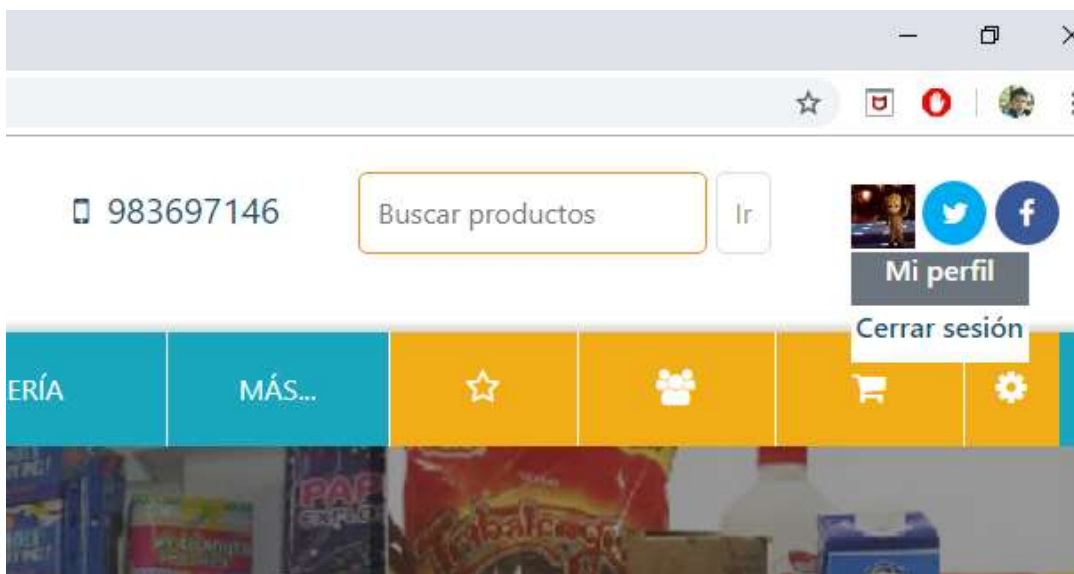 983697146
Buscar productos
Ir
Mi perfil
Cerrar sesión
ERÍA
MÁS...